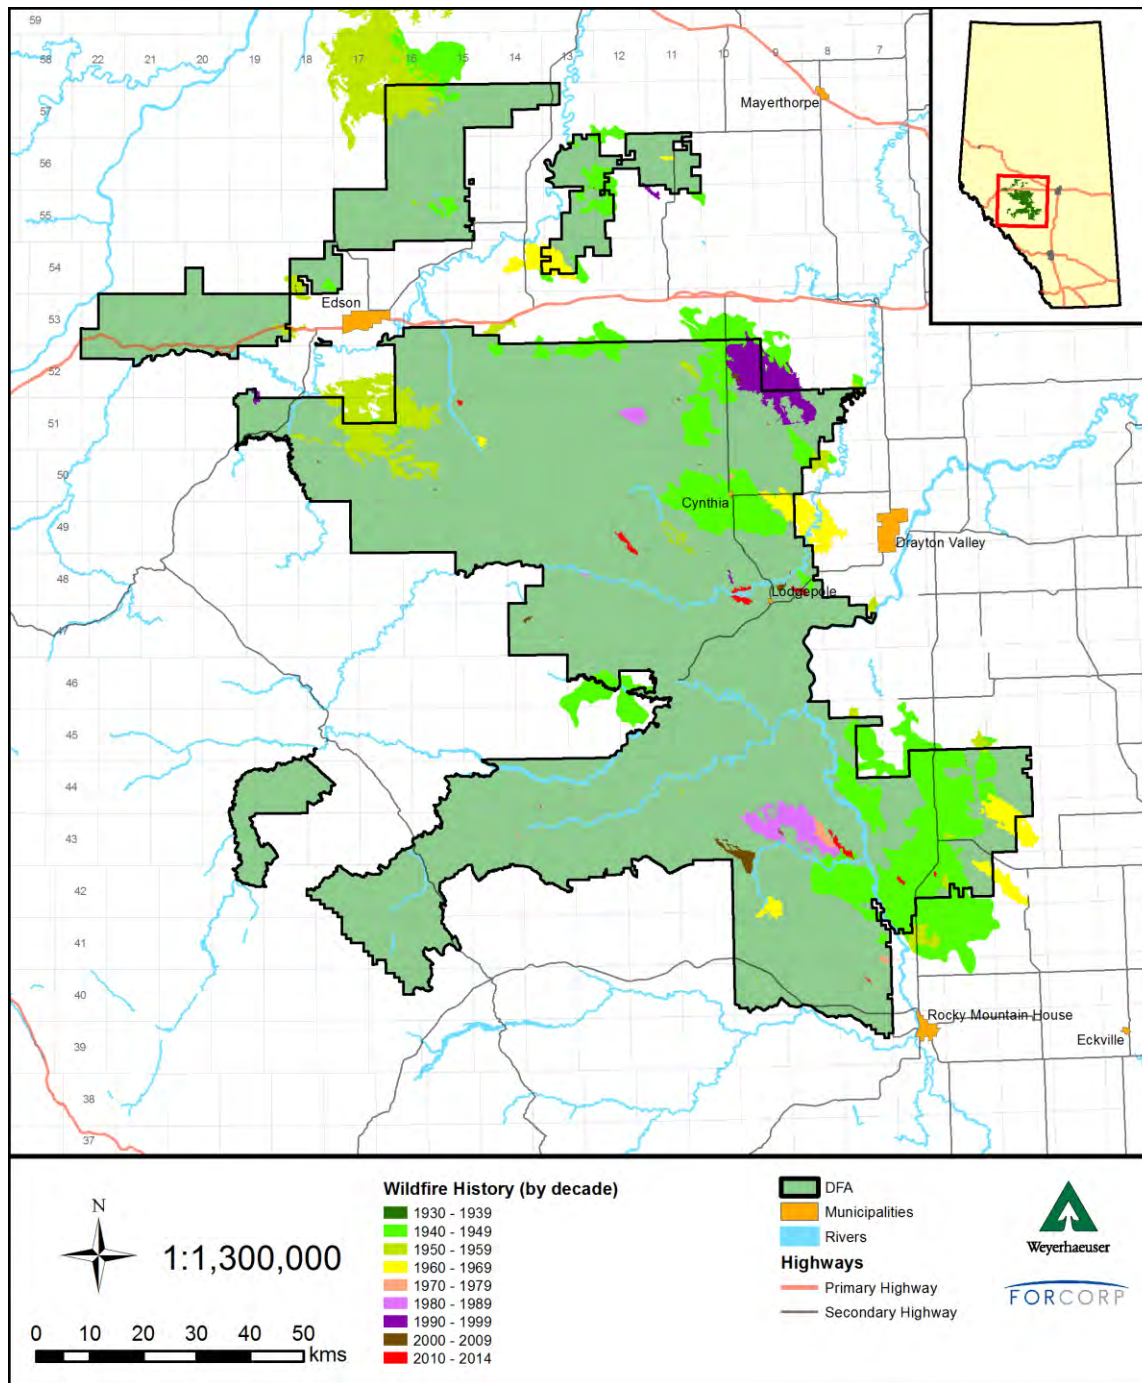 59
58
22
21
20
19
18
17
16
15
14
13
12
11
10
9
8
7
57
Mayerthorpe
56
55
54
Edson
53
52
51
50
Cynthia
49
Drayton Valley
48
Lodgepole
47
46
45
44
43
42
41
40
Rocky Mountain House
Eckville
39
38
37
N
1:1,300,000
0 10 20 30 40 50
kms
Wildfire History (by decade)
1930 - 1939
1940 - 1949
1950 - 1959
1960 - 1969
1970 - 1979
1980 - 1989
1990 - 1999
2000 - 2009
2010 - 2014
DFA
Municipalities
Rivers
Highways
Primary Highway
Secondary Highway
Weyerhaeuser
FORCORP